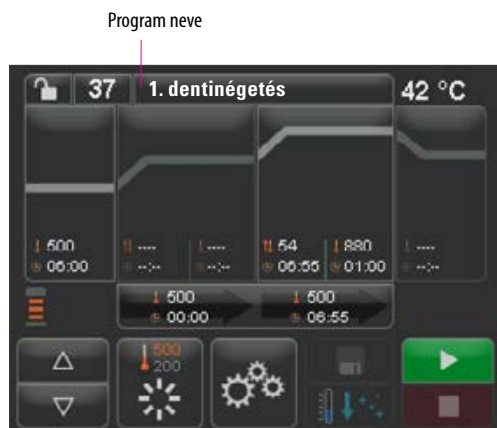 Program neve
37 1. dentinégetés 42 °C
500 ---- ---- 54 880 ----
06:00 --:-- --:-- 06:55 01:00 --:--
500 500
00:00 06:55
500
200